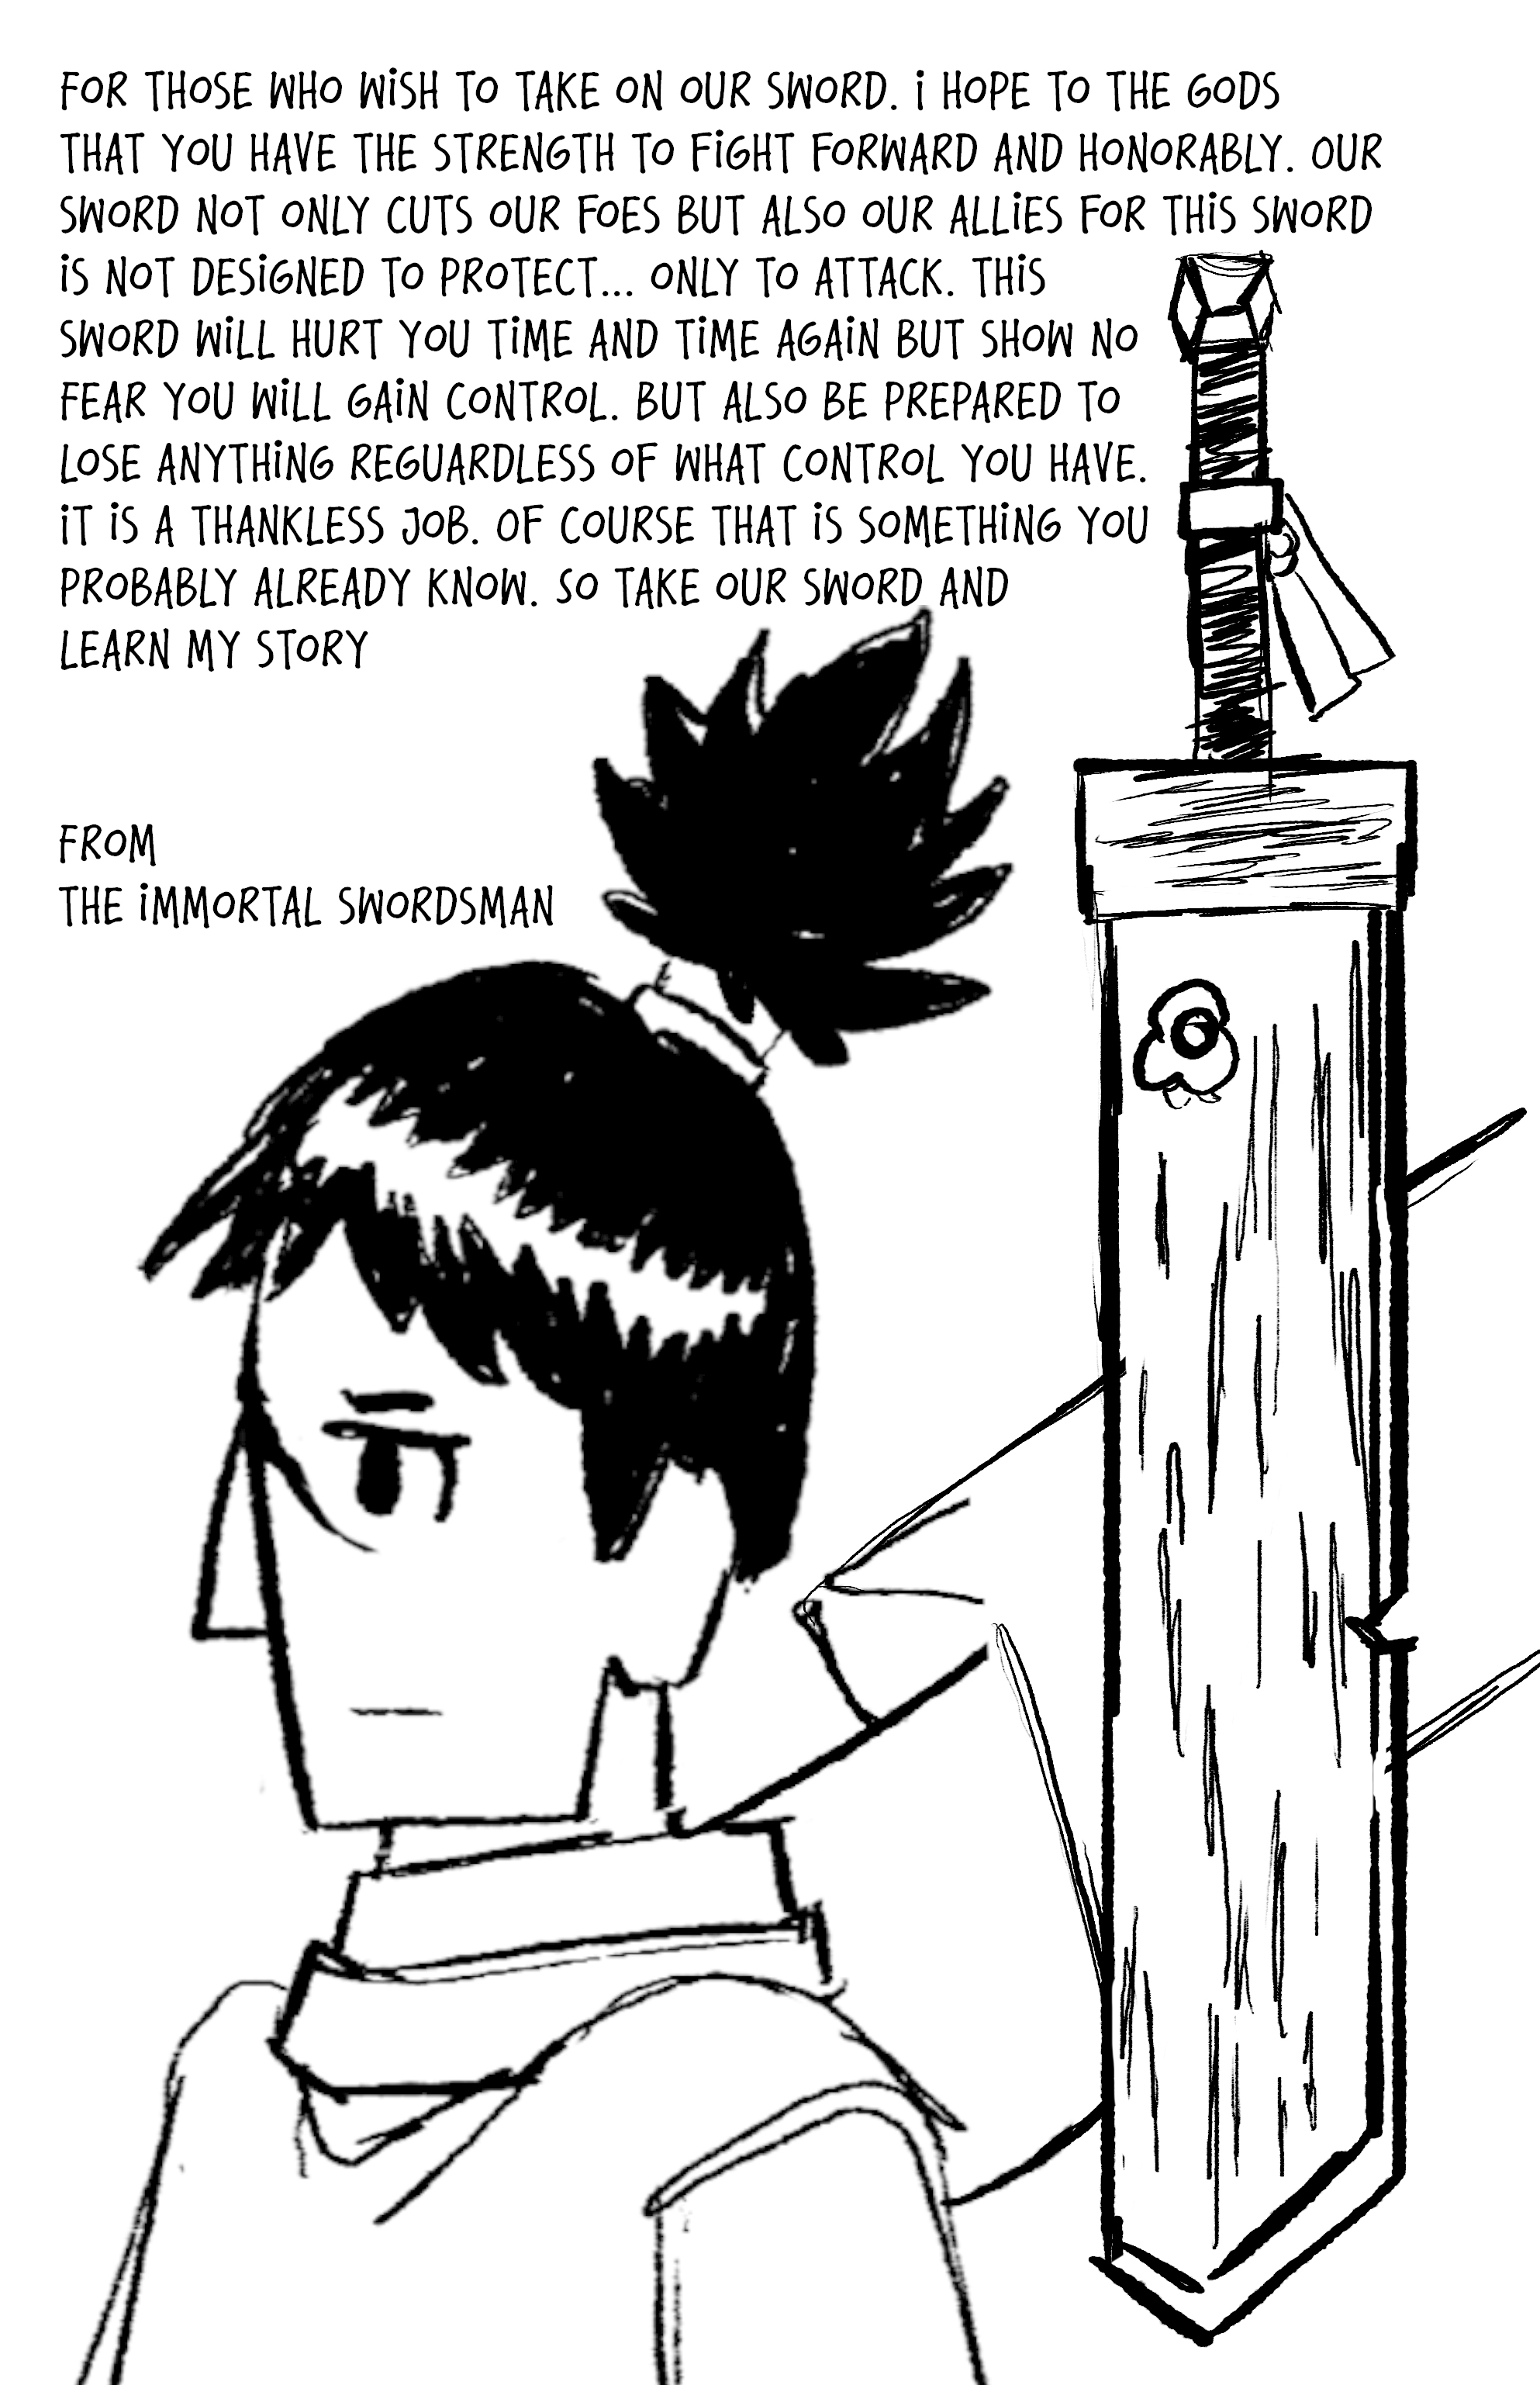 FOR THOSE WHO WiSH TO TAKE ON OUR SWORD. i HOPE TO THE GODS
THAT YOU HAVE THE STRENGTH TO FiGHT FORWARD AND HONORABLY. OUR
SWORD NOT ONLY CUTS OUR FOES BUT ALSO OUR ALLiES FOR THiS SWORD
iS NOT DESiGNED TO PROTECT... ONLY TO ATTACK. THiS
SWORD WiLL HURT YOU TiME AND TiME AGAiN BUT SHOW NO
FEAR YOU WiLL GAiN CONTROL. BUT ALSO BE PREPARED TO
LOSE ANYTHiNG REGUARDLESS OF WHAT CONTROL YOU HAVE.
iT iS A THANKLESS JOB. OF COURSE THAT iS SOMETHiNG YOU
PROBABLY ALREADY KNOW. SO TAKE OUR SWORD AND
LEARN MY STORY
FROM
THE iMMORTAL SWORDSMAN